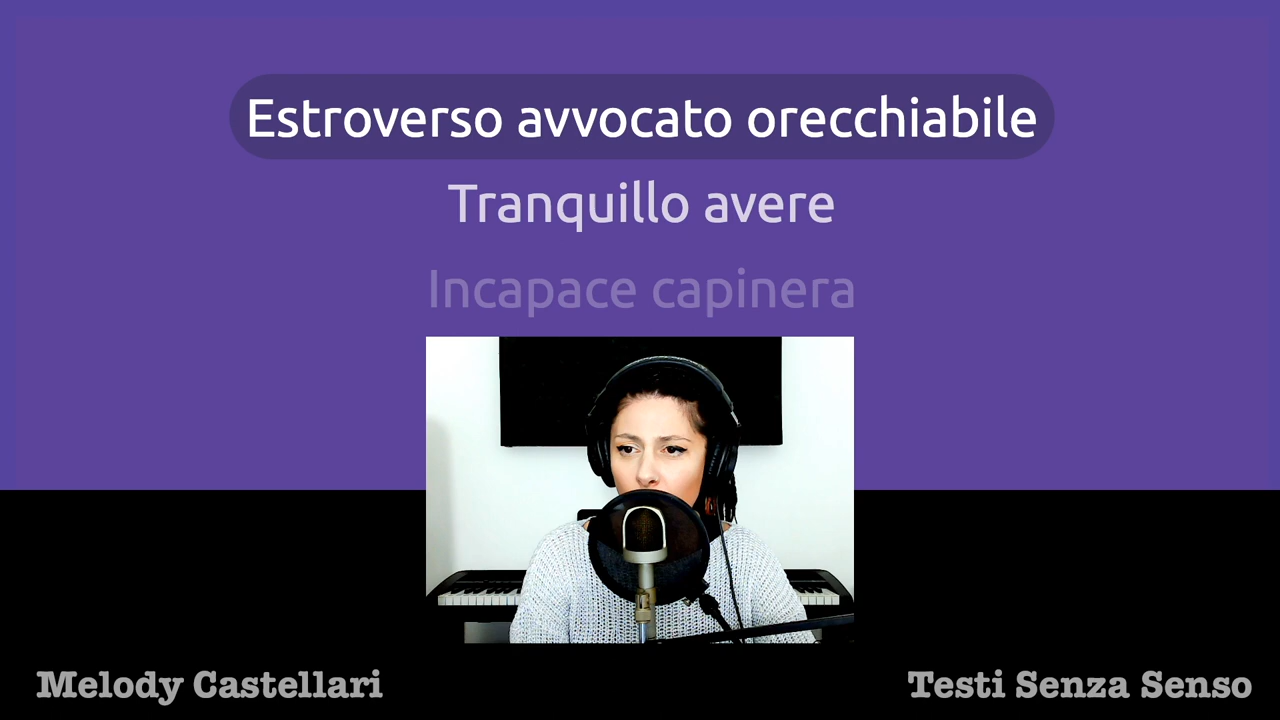 Estroverso avvocato orecchiabile
Tranquillo avere
Incapace capinera
Melody Castellari
Testi Senza Senso